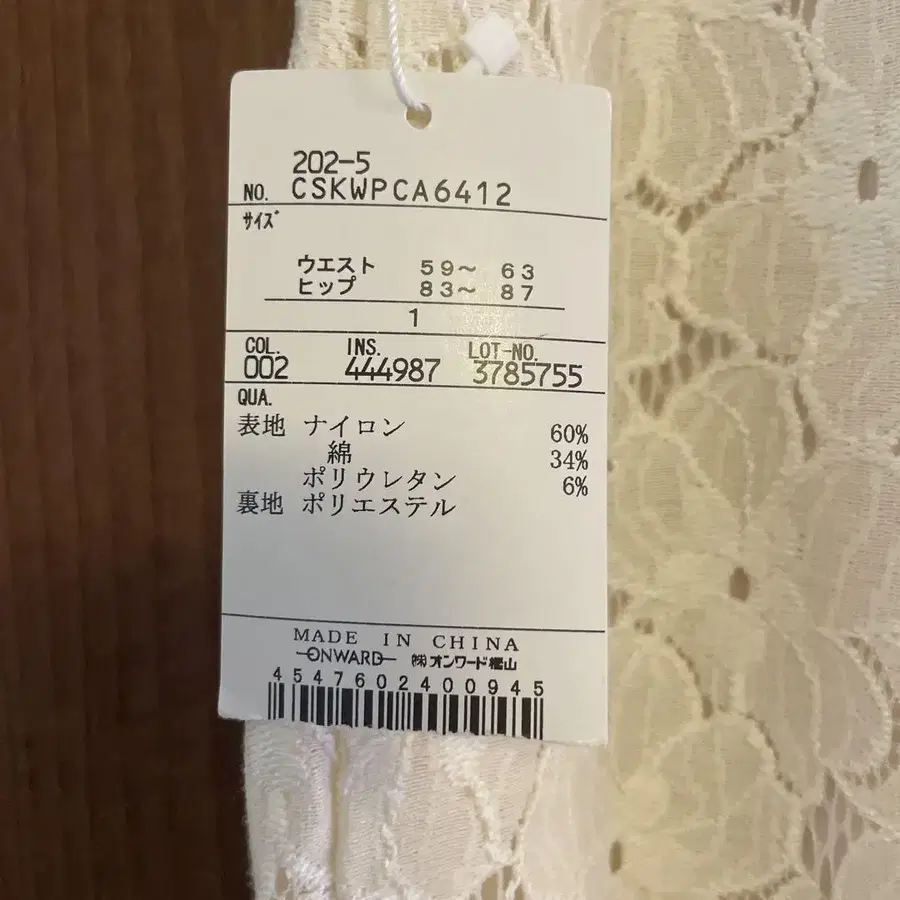 202-5
NO. CSKWPCA6412
サイズ
ウエスト 59～ 63
ヒップ 83～ 87
1
COL. INS. LOT-NO.
002 444987 3785755
QUA.
表地 ナイロン 60%
綿 34%
ポリウレタン 6%
裏地 ポリエステル
MADE IN CHINA
ONWARD ㈱オンワード樫山
4547602400945